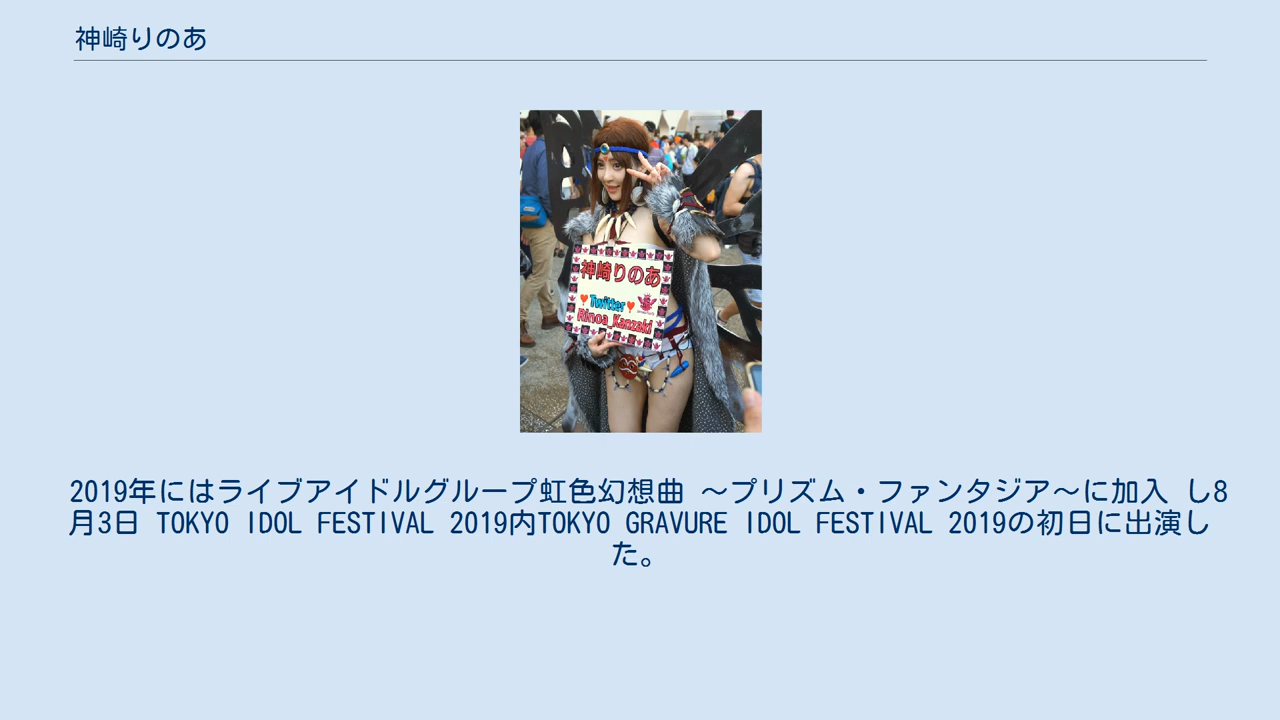 神崎りのあ
神崎りのあ
Twitter
Rinoa_Kanzaki
2019年にはライブアイドルグループ虹色幻想曲 ～プリズム・ファンタジア～に加入 し8
月3日 TOKYO IDOL FESTIVAL 2019内TOKYO GRAVURE IDOL FESTIVAL 2019の初日に出演し
た。